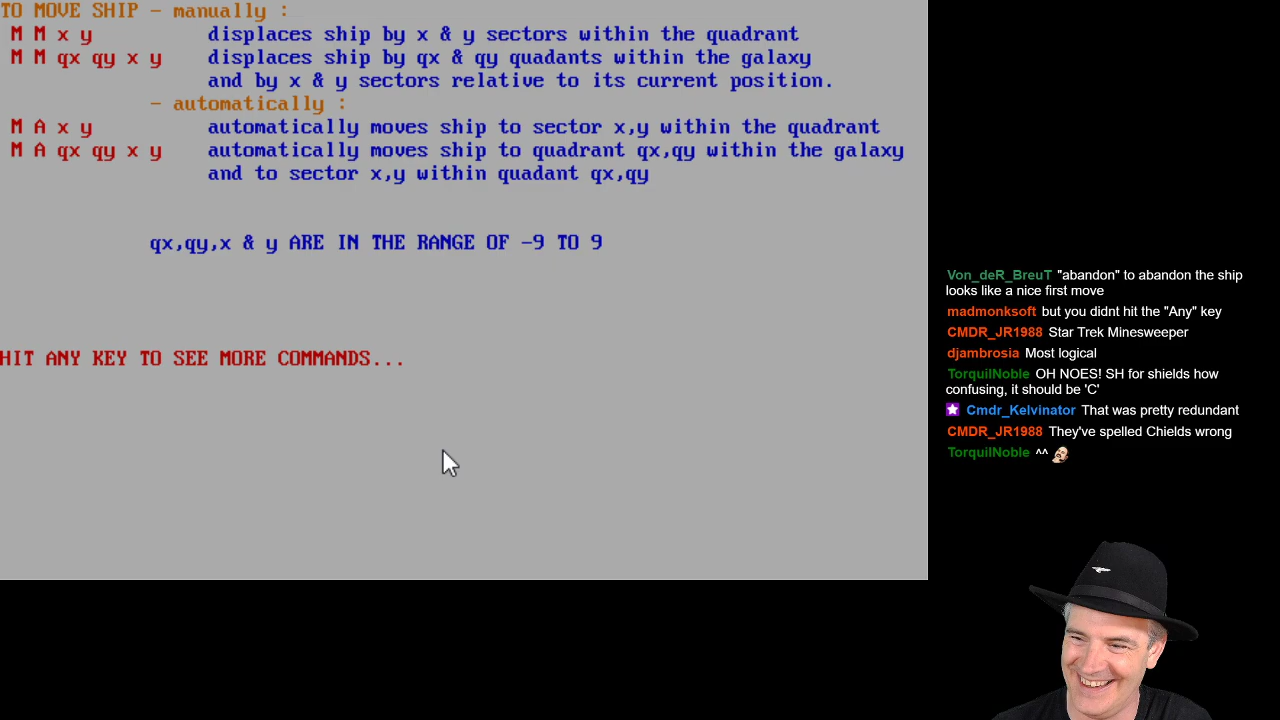 TO MOVE SHIP - manually :
M M x y displaces ship by x & y sectors within the quadrant
M M qx qy x y displaces ship by qx & qy quadants within the galaxy
and by x & y sectors relative to its current position.
- automatically :
M A x y automatically moves ship to sector x,y within the quadrant
M A qx qy x y automatically moves ship to quadrant qx,qy within the galaxy
and to sector x,y within quadant qx,qy
qx,qy,x & y ARE IN THE RANGE OF -9 TO 9
HIT ANY KEY TO SEE MORE COMMANDS...
Von_deR_BreuT "abandon" to abandon the ship
looks like a nice first move
madmonksoft but you didnt hit the "Any" key
CMDR_JR1988 Star Trek Minesweeper
djambrosia Most logical
TorquilNoble OH NOES! SH for shields how
confusing, it should be 'C'
Cmdr_Kelvinator That was pretty redundant
CMDR_JR1988 They've spelled Chields wrong
TorquilNoble ^^